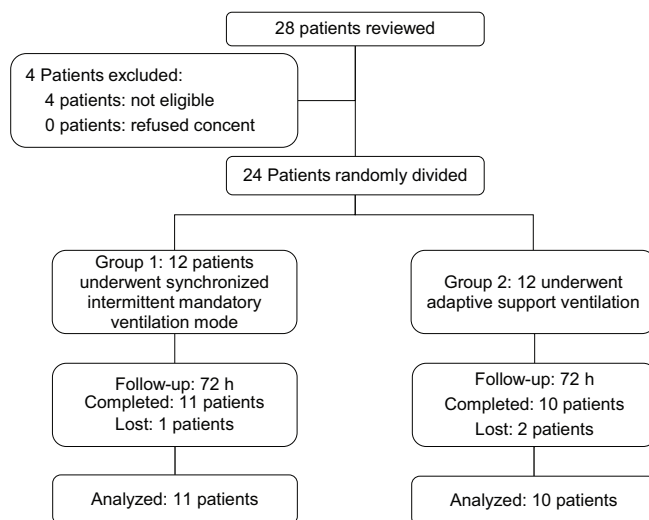 28 patients reviewed
4 Patients excluded:
4 patients: not eligible
0 patients: refused concent
24 Patients randomly divided
Group 1: 12 patients
underwent synchronized
intermittent mandatory
ventilation mode
Group 2: 12 underwent
adaptive support ventilation
Follow-up: 72 h
Completed: 11 patients
Lost: 1 patients
Follow-up: 72 h
Completed: 10 patients
Lost: 2 patients
Analyzed: 11 patients
Analyzed: 10 patients